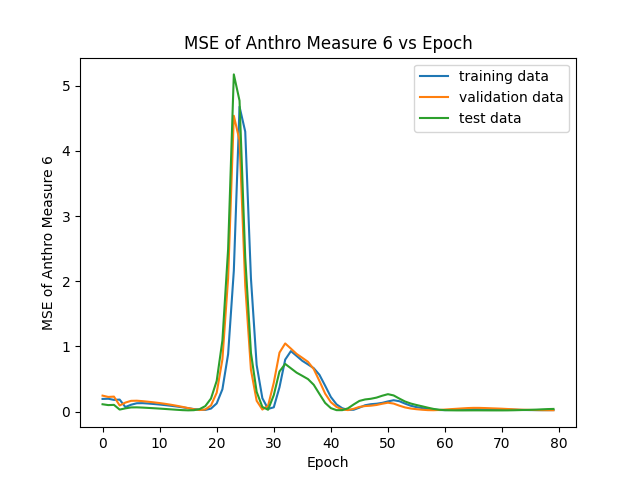 MSE of Anthro Measure 6 vs Epoch
training data
validation data
test data
MSE of Anthro Measure 6
5
4
3
2
1
0
0 10 20 30 40 50 60 70 80
Epoch